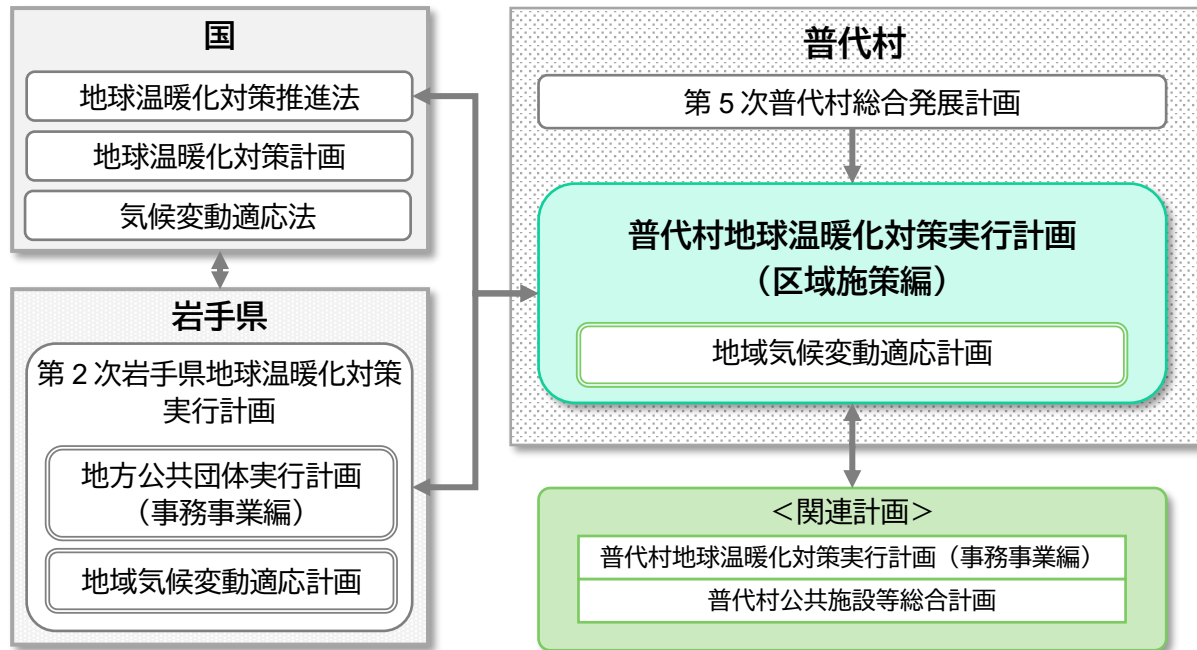 国
地球温暖化対策推進法
地球温暖化対策計画
気候変動適応法
岩手県
第2次岩手県地球温暖化対策
実行計画
地方公共団体実行計画
（事務事業編）
地域気候変動適応計画
普代村
第5次普代村総合発展計画
普代村地球温暖化対策実行計画
（区域施策編）
地域気候変動適応計画
＜関連計画＞
普代村地球温暖化対策実行計画（事務事業編）
普代村公共施設等総合計画